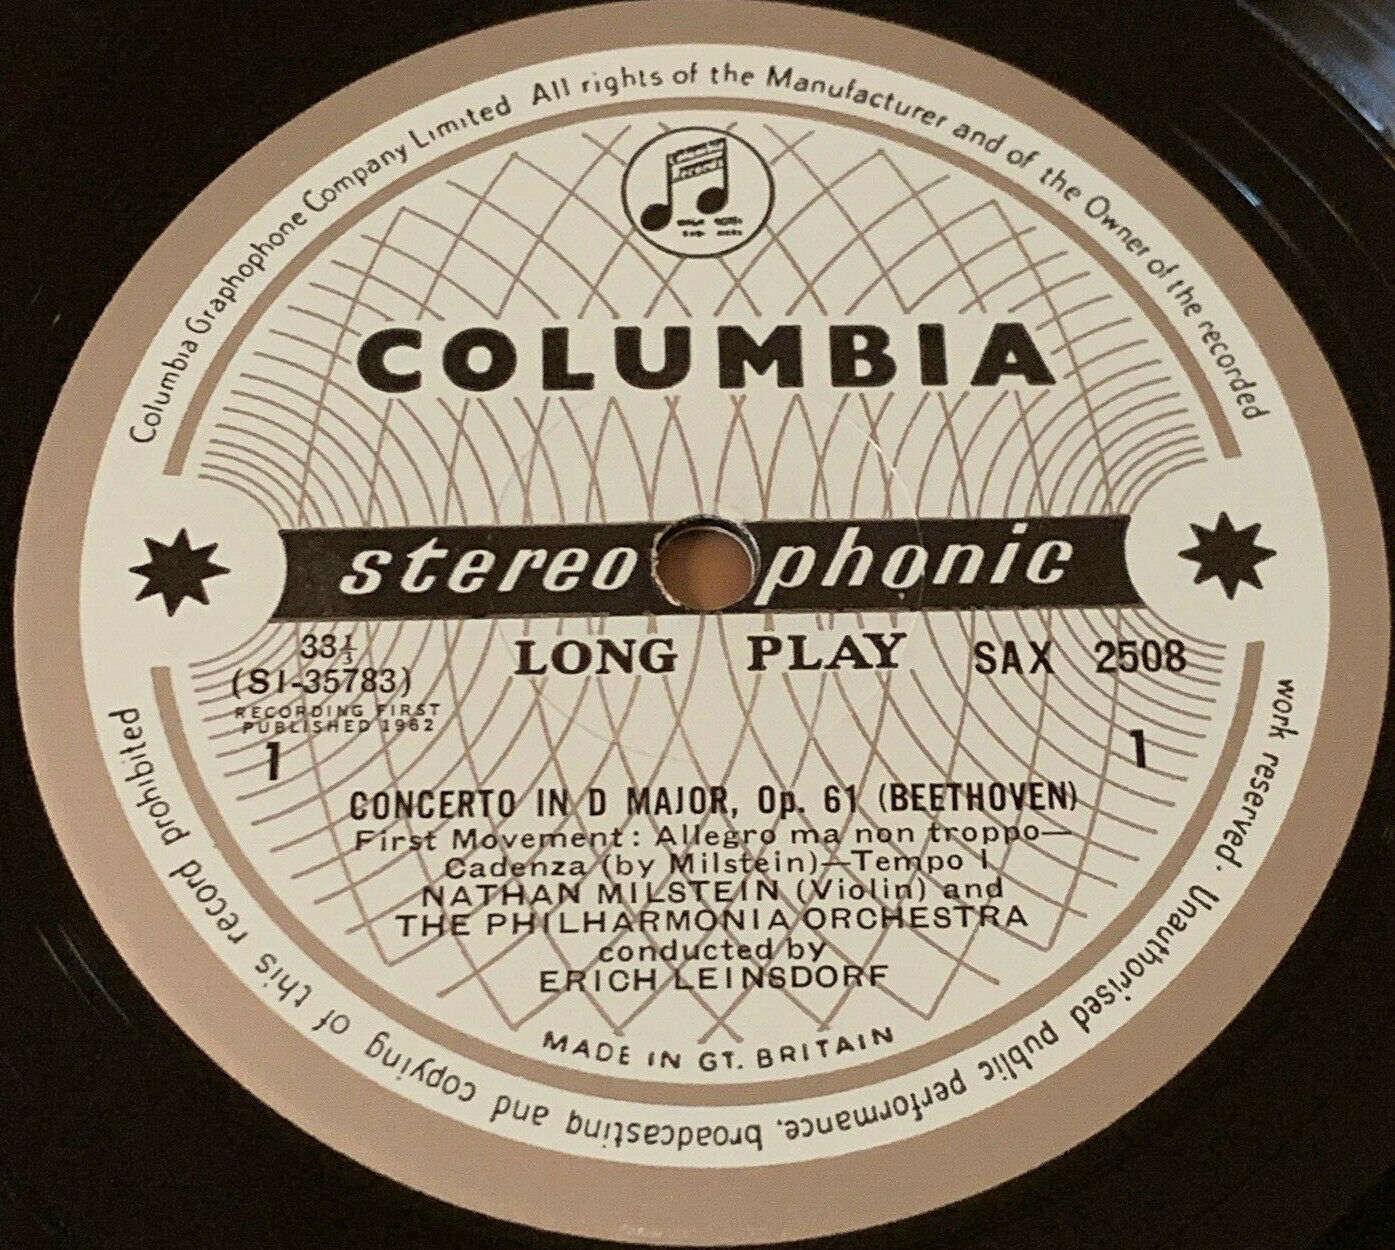 Columbia Graphophone Company Limited All rights of the Manufacturer and of the Owner of the recorded work reserved. Unauthorised public performance, broadcasting and copying of this record prohibited
COLUMBIA
stereophonic
33⅓
LONG PLAY
SAX 2508
(SI-35783)
RECORDING FIRST
PUBLISHED 1962
1
1
CONCERTO IN D MAJOR, Op. 61 (BEETHOVEN)
First Movement: Allegro ma non troppo—
Cadenza (by Milstein)—Tempo I
NATHAN MILSTEIN (Violin) and
THE PHILHARMONIA ORCHESTRA
conducted by
ERICH LEINSDORF
MADE IN GT. BRITAIN